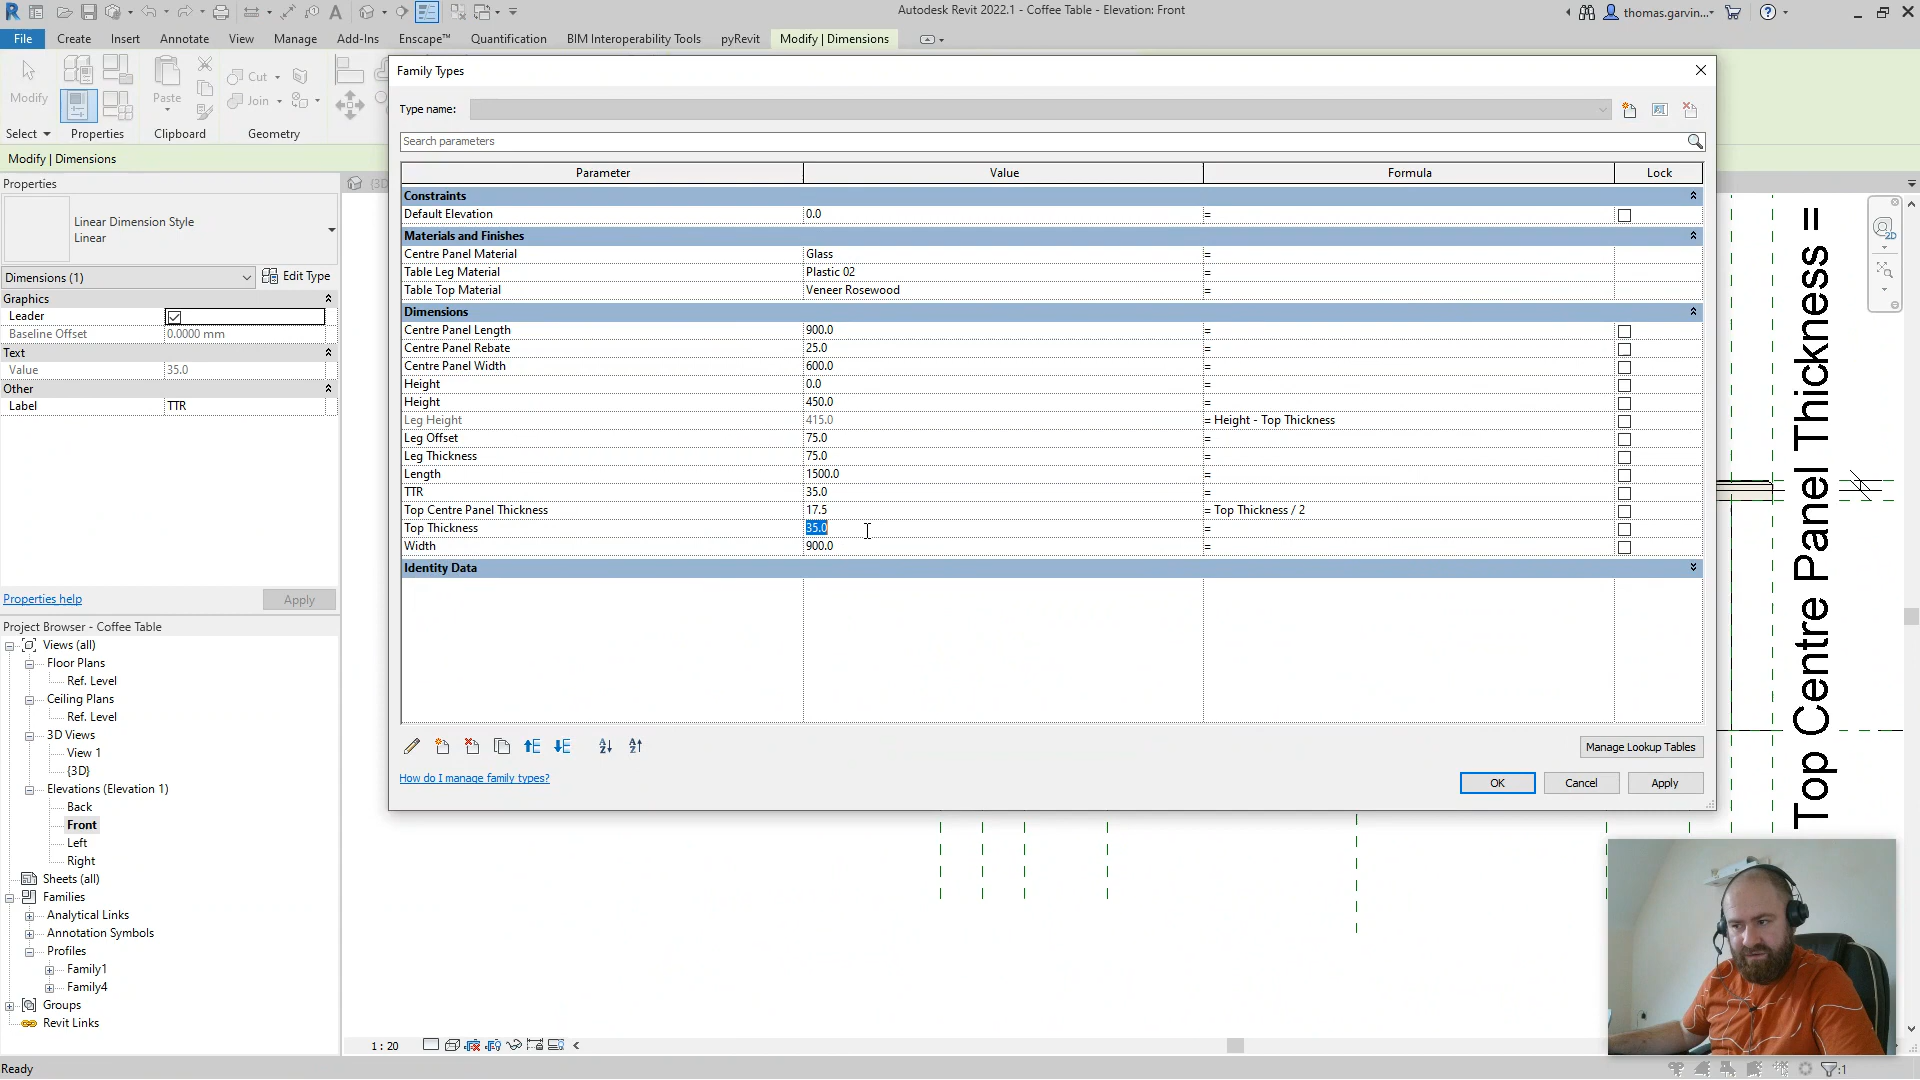 Autodesk Revit 2022.1 - Coffee Table - Elevation: Front
thomas.garvin...
File Create Insert Annotate View Manage Add-Ins Enscape™ Quantification BIM Interoperability Tools pyRevit Modify | Dimensions
Modify
Paste
Cut
Join
Select Properties Clipboard Geometry
Modify | Dimensions
Properties
Linear Dimension Style
Linear
Dimensions (1)
Edit Type
Graphics
Leader
Baseline Offset 0.0000 mm
Text
Value 35.0
Other
Label TTR
Properties help
Apply
Project Browser - Coffee Table
Views (all)
Floor Plans
Ref. Level
Ceiling Plans
Ref. Level
3D Views
View 1
{3D}
Elevations (Elevation 1)
Back
Front
Left
Right
Sheets (all)
Families
Analytical Links
Annotation Symbols
Profiles
Family1
Family4
Groups
Revit Links
Family Types
Type name:
Search parameters
Parameter Value Formula Lock
Constraints
Default Elevation 0.0 =
Materials and Finishes
Centre Panel Material Glass =
Table Leg Material Plastic 02 =
Table Top Material Veneer Rosewood =
Dimensions
Centre Panel Length 900.0 =
Centre Panel Rebate 25.0 =
Centre Panel Width 600.0 =
Height 0.0 =
Height 450.0 =
Leg Height 415.0 = Height - Top Thickness
Leg Offset 75.0 =
Leg Thickness 75.0 =
Length 1500.0 =
TTR 35.0 =
Top Centre Panel Thickness 17.5 = Top Thickness / 2
Top Thickness 35.0 =
Width 900.0 =
Identity Data
Manage Lookup Tables
How do I manage family types?
OK Cancel Apply
Top Centre Panel Thickness =
2D
1 : 20
Ready
:1